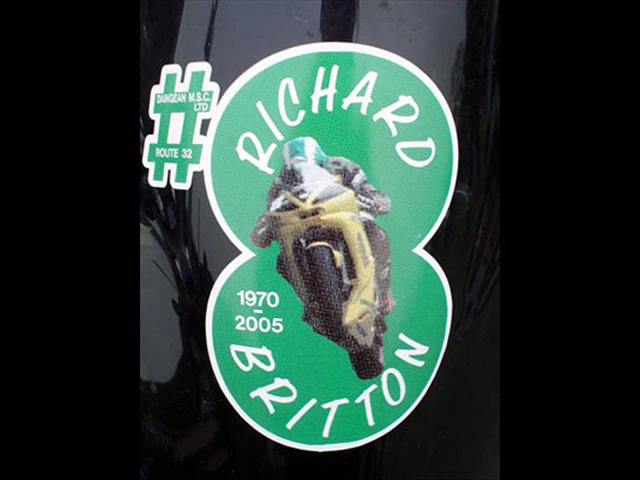 DAINGEAN M.S.C.
LTD
ROUTE 32
RICHARD
1970
-
2005
BRITTON